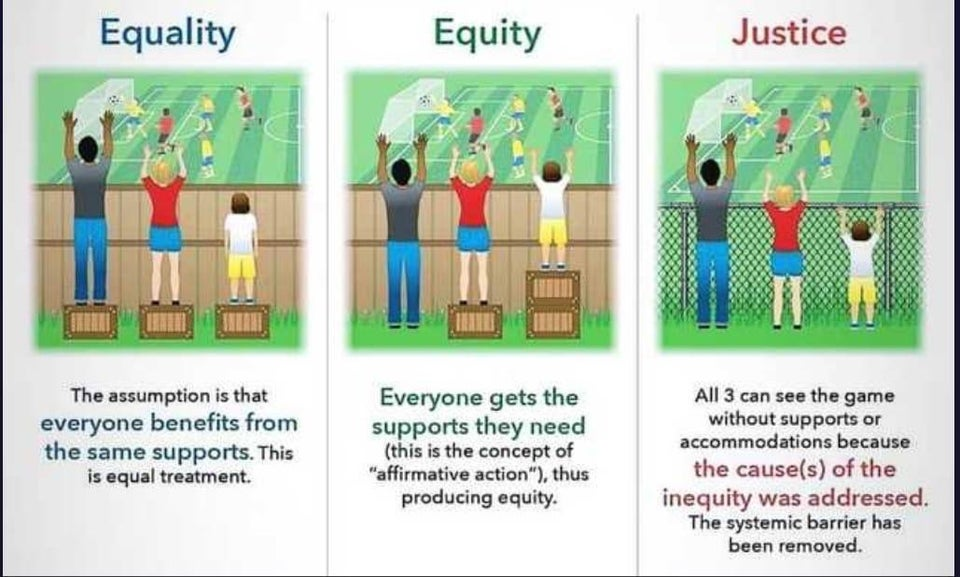 Equality
The assumption is that
everyone benefits from
the same supports. This
is equal treatment.
Equity
Everyone gets the
supports they need
(this is the concept of
"affirmative action"), thus
producing equity.
Justice
All 3 can see the game
without supports or
accommodations because
the cause(s) of the
inequity was addressed.
The systemic barrier has
been removed.